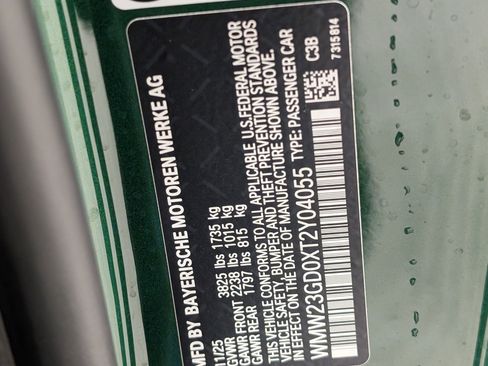 MFD BY BAYERISCHE MOTOREN WERKE AG
11/25
GVWR 3825 lbs 1735 kg
GAWR FRONT 2238 lbs 1015 kg
GAWR REAR 1797 lbs 815 kg
THIS VEHICLE CONFORMS TO ALL APPLICABLE U.S.FEDERAL MOTOR
VEHICLE SAFETY, BUMPER AND THEFT PREVENTION STANDARDS
IN EFFECT ON THE DATE OF MANUFACTURE SHOWN ABOVE.
WMW23GD0XT2Y04055 TYPE: PASSENGER CAR
C3B
7315814